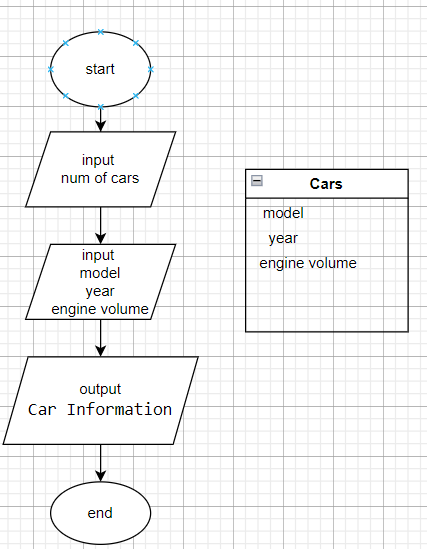 start
input
num of cars
input
model
year
engine volume
output
Car Information
end
Cars
model
year
engine volume